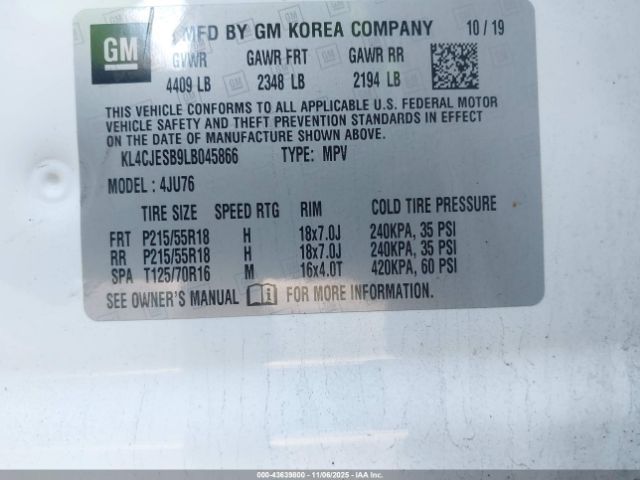 GM MFD BY GM KOREA COMPANY 10/19
GVWR GAWR FRT GAWR RR
4409 LB 2348 LB 2194 LB
THIS VEHICLE CONFORMS TO ALL APPLICABLE U.S. FEDERAL MOTOR
VEHICLE SAFETY AND THEFT PREVENTION STANDARDS IN EFFECT
ON THE DATE OF MANUFACTURE SHOWN ABOVE.
KL4CJESB9LB045866 TYPE: MPV
MODEL: 4JU76
TIRE SIZE SPEED RTG RIM COLD TIRE PRESSURE
FRT P215/55R18 H 18x7.0J 240KPA, 35 PSI
RR P215/55R18 H 18x7.0J 240KPA, 35 PSI
SPA T125/70R16 M 16x4.0T 420KPA, 60 PSI
SEE OWNER'S MANUAL FOR MORE INFORMATION.
000-43639800 - 11/06/2025 - IAAI.COM